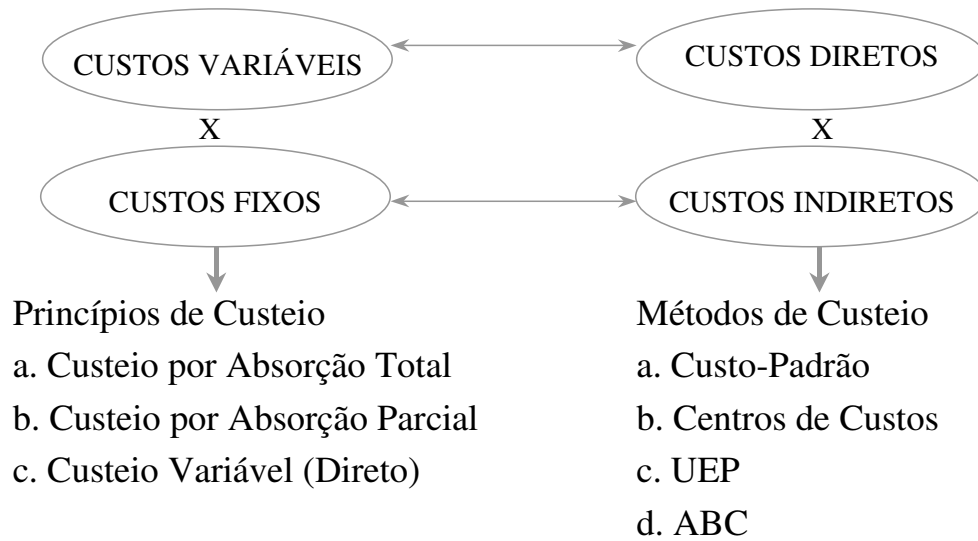 CUSTOS VARIÁVEIS
CUSTOS DIRETOS
X
X
CUSTOS FIXOS
CUSTOS INDIRETOS
Princípios de Custeio
a. Custeio por Absorção Total
b. Custeio por Absorção Parcial
c. Custeio Variável (Direto)
Métodos de Custeio
a. Custo-Padrão
b. Centros de Custos
c. UEP
d. ABC